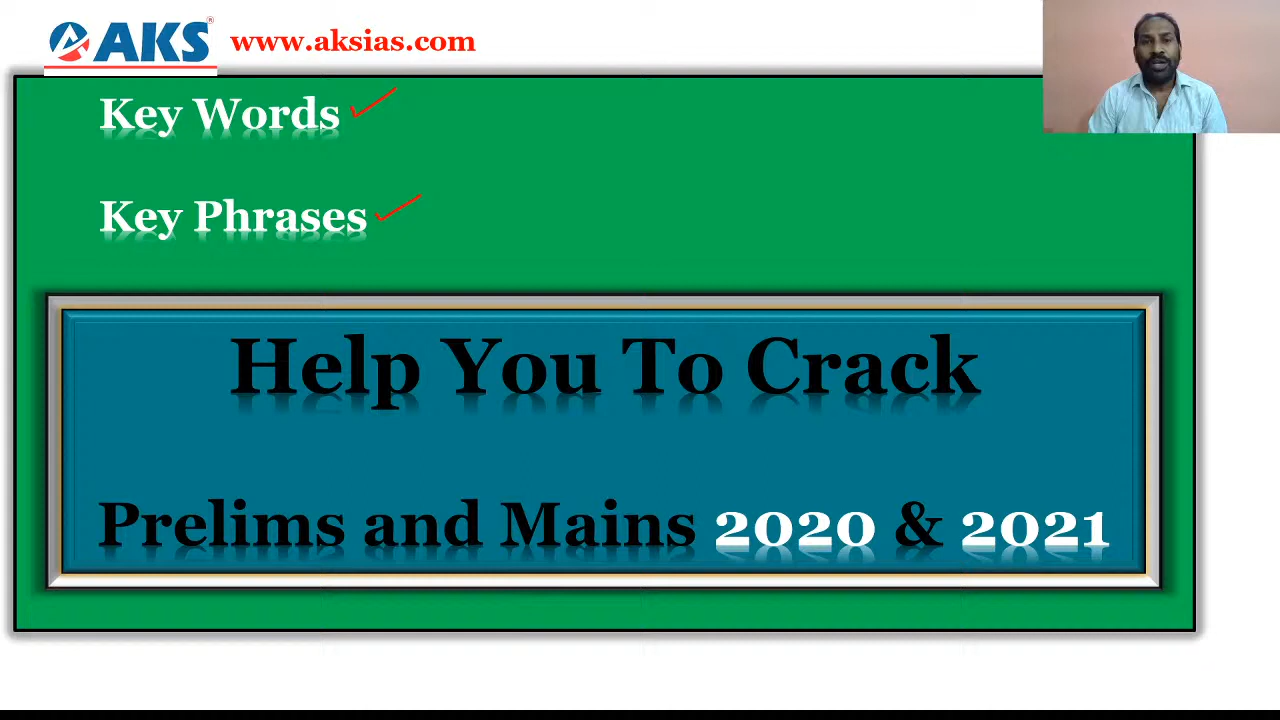 AKS® www.aksias.com
Key Words
Key Phrases
Help You To Crack
Prelims and Mains 2020 & 2021